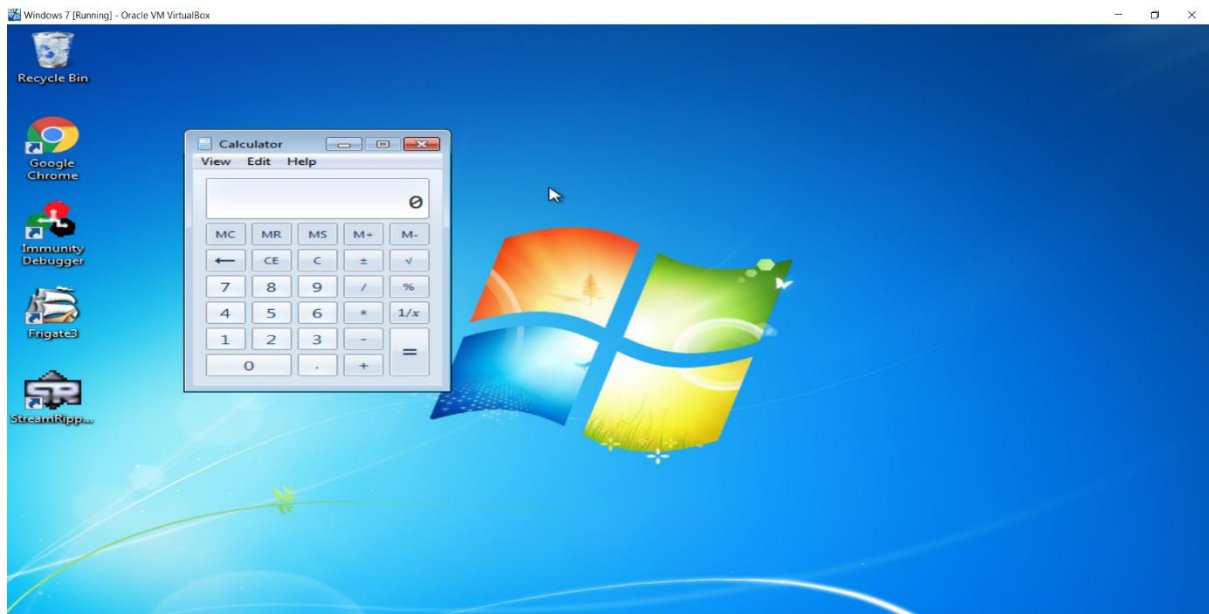 Windows 7 [Running] - Oracle VM VirtualBox
Recycle Bin
Google
Chrome
Immunity
Debugger
Frigate3
StreamRipp...
Calculator
View Edit Help
0
MC MR MS M+ M-
← CE C ± √
7 8 9 / %
4 5 6 * 1/x
1 2 3 - =
0 . +